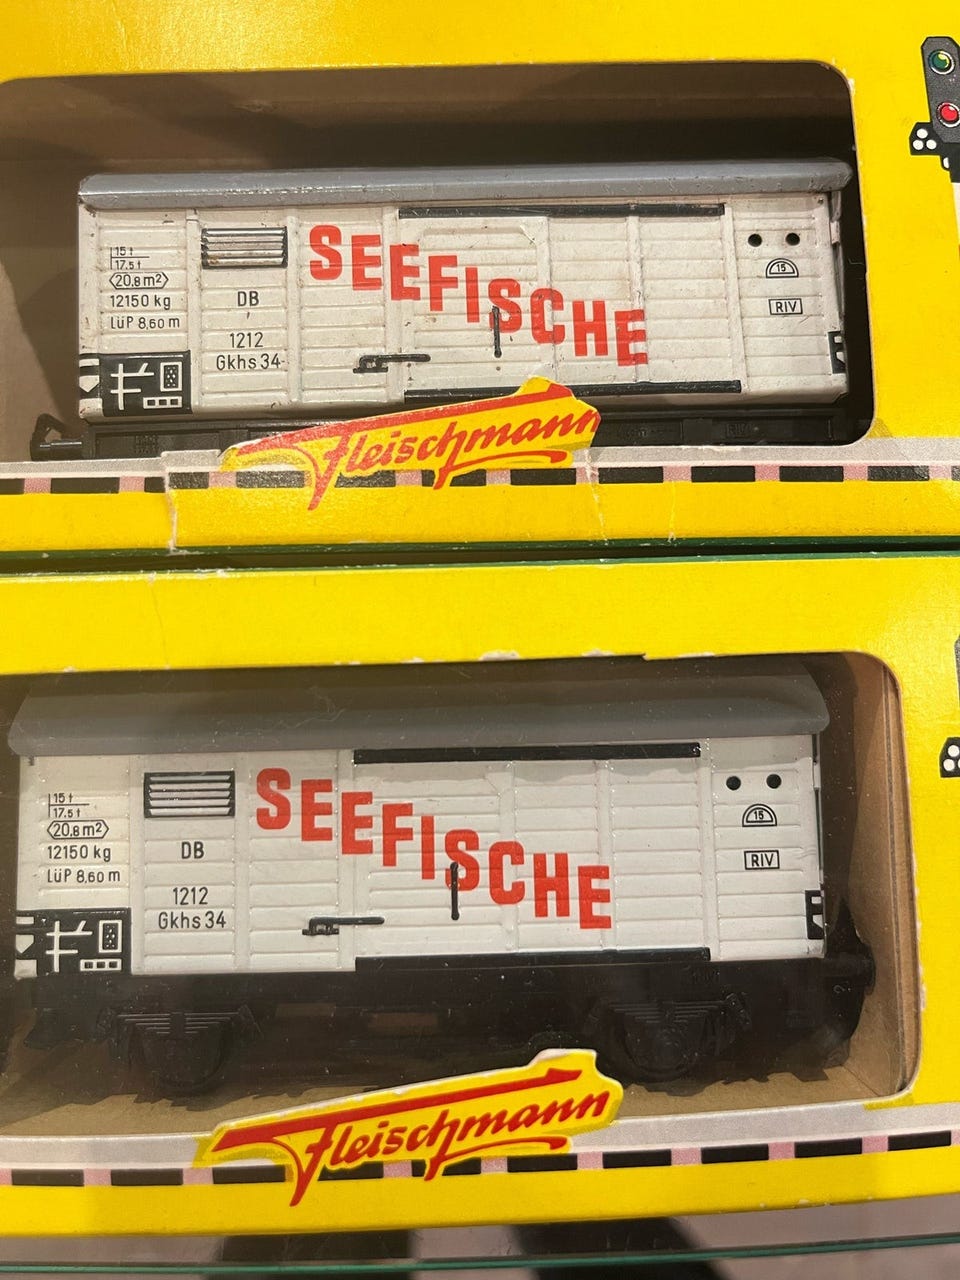 SEEFISCHE
15 t
17.5 t
20.8 m²
12150 kg
LüP 8,60 m
DB
1212
Gkhs 34
15
RIV
Fleischmann
SEEFISCHE
15 t
17.5 t
20.8 m²
12150 kg
LüP 8,60 m
DB
1212
Gkhs 34
15
RIV
Fleischmann